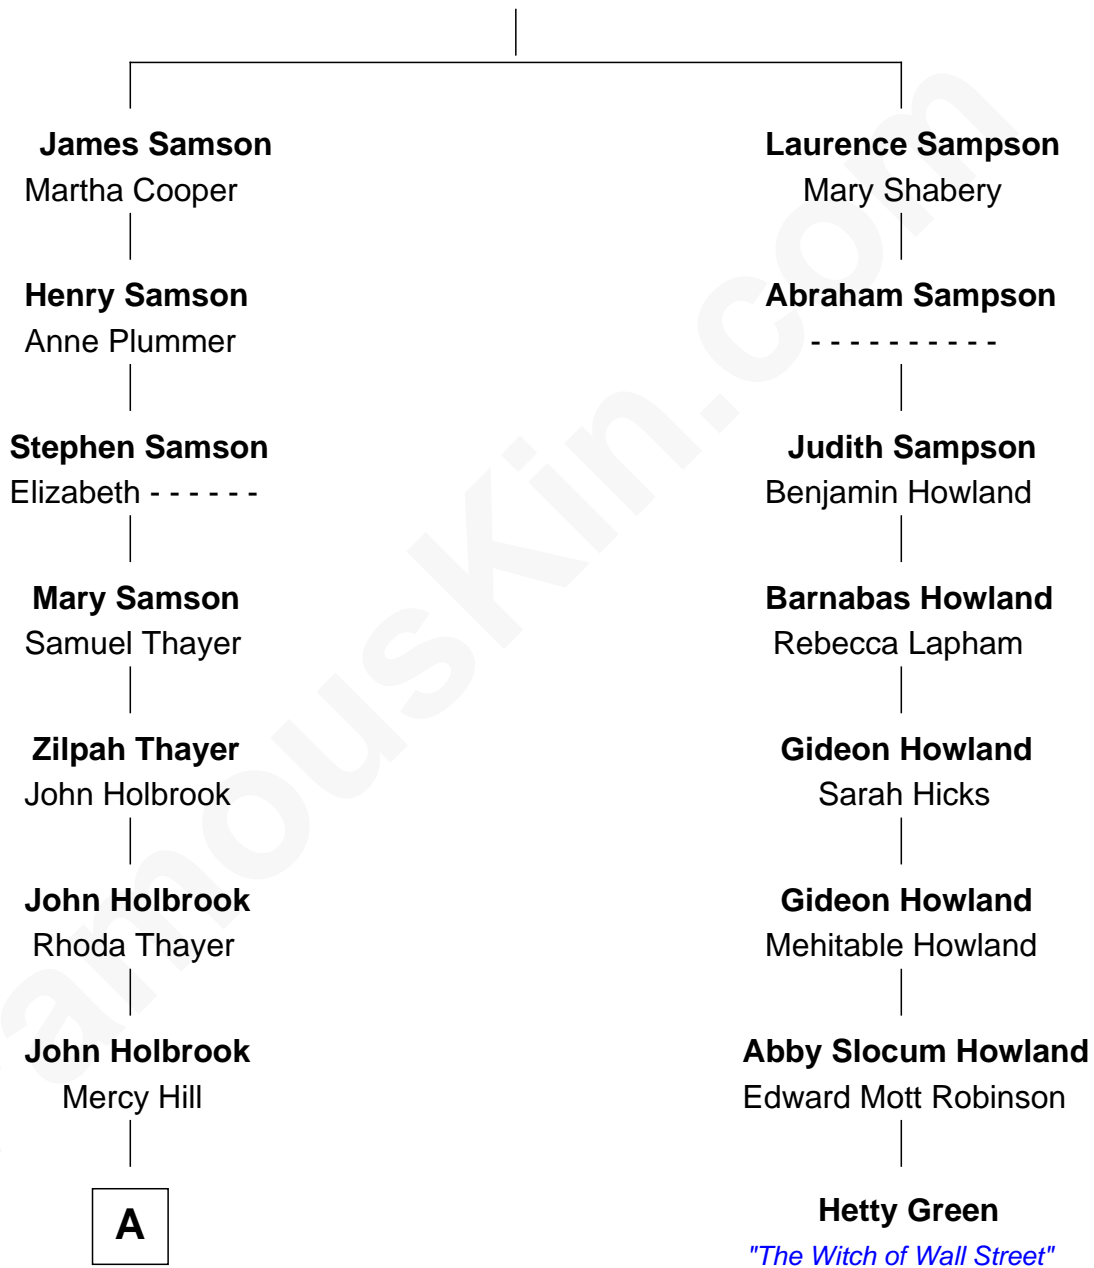 James Samson
Martha Cooper
Henry Samson
Anne Plummer
Stephen Samson
Elizabeth - - - - - -
Mary Samson
Samuel Thayer
Zilpah Thayer
John Holbrook
John Holbrook
Rhoda Thayer
John Holbrook
Mercy Hill
A
Laurence Sampson
Mary Shabery
Abraham Sampson
- - - - - - - - - -
Judith Sampson
Benjamin Howland
Barnabas Howland
Rebecca Lapham
Gideon Howland
Sarah Hicks
Gideon Howland
Mehitable Howland
Abby Slocum Howland
Edward Mott Robinson
Hetty Green
"The Witch of Wall Street"
amousKin.com